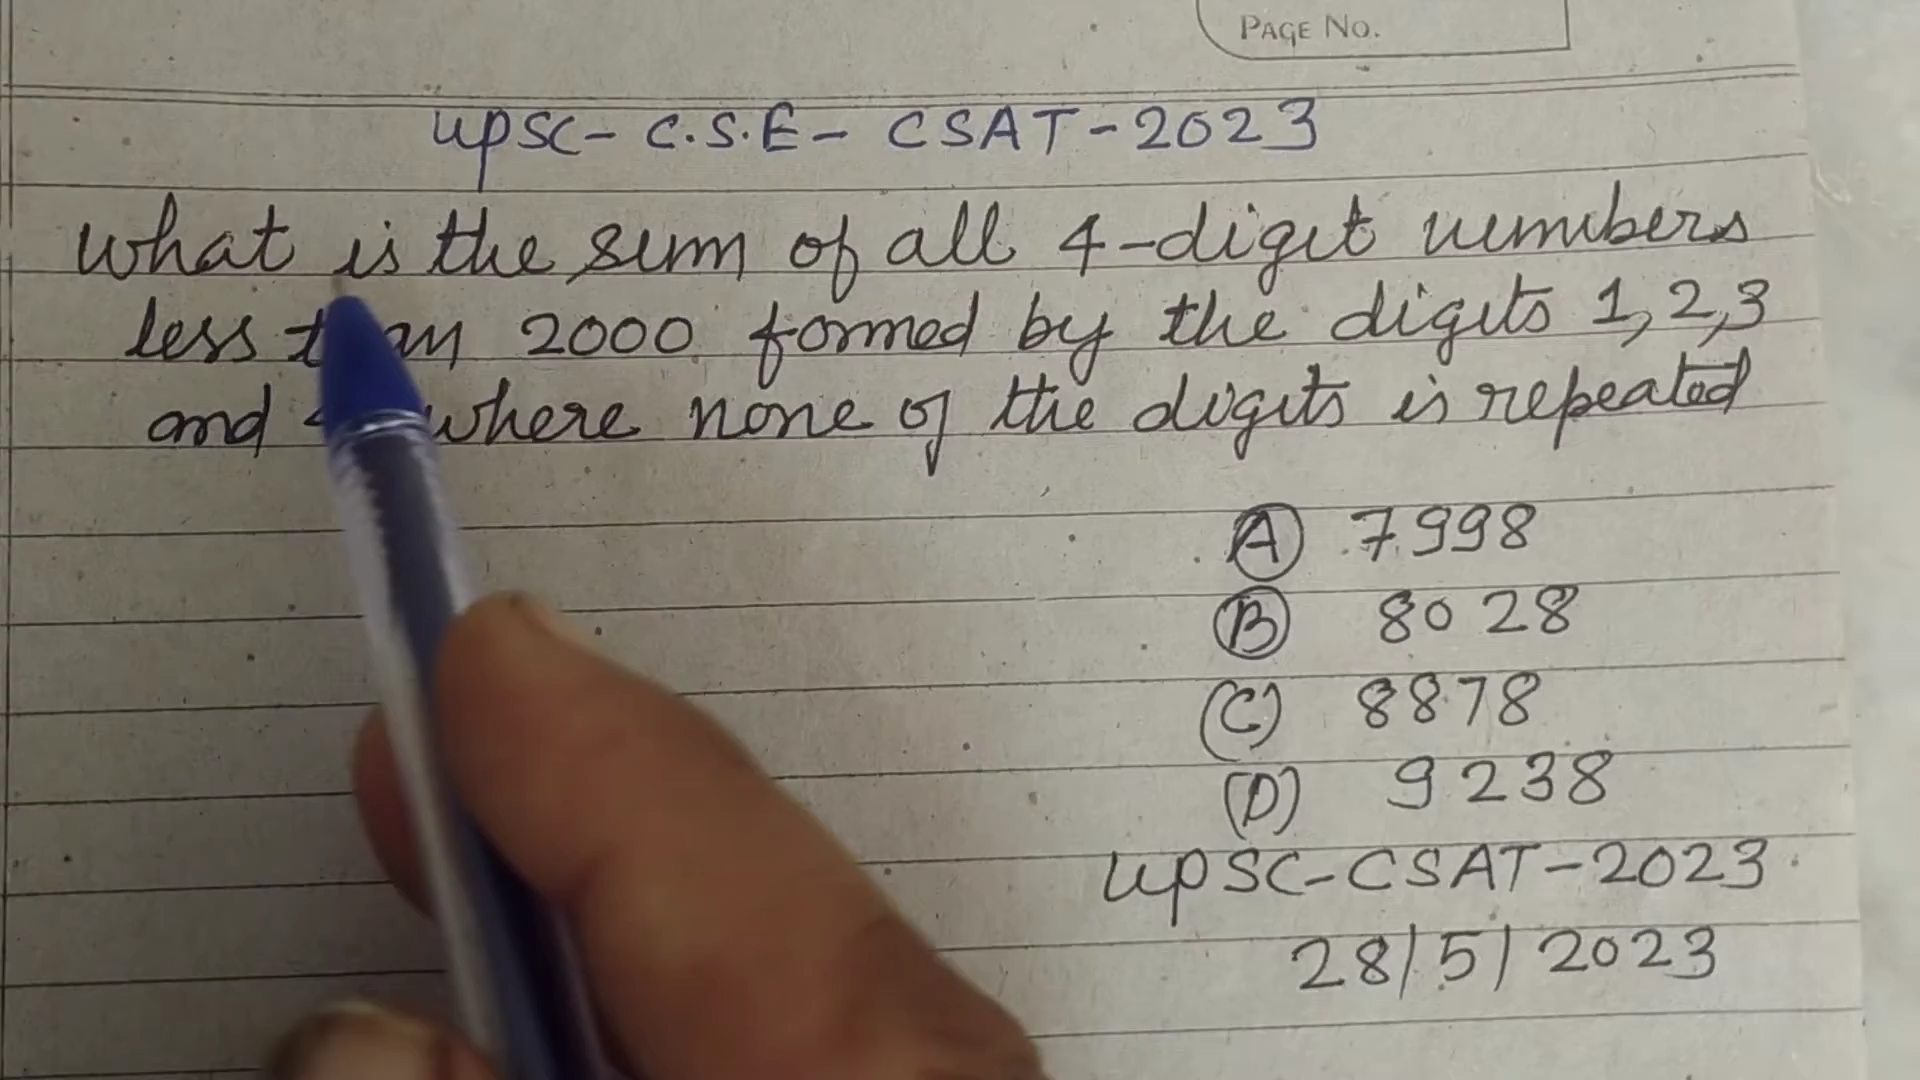 PAGE NO.
UPSC- C.S.E- CSAT-2023
What is the sum of all 4-digit numbers
less than 2000 formed by the digits 1,2,3
and where none of the digits is repeated
(A) 7998
(B) 8028
(C) 8878
(D) 9238
UPSC-CSAT-2023
28/5/2023